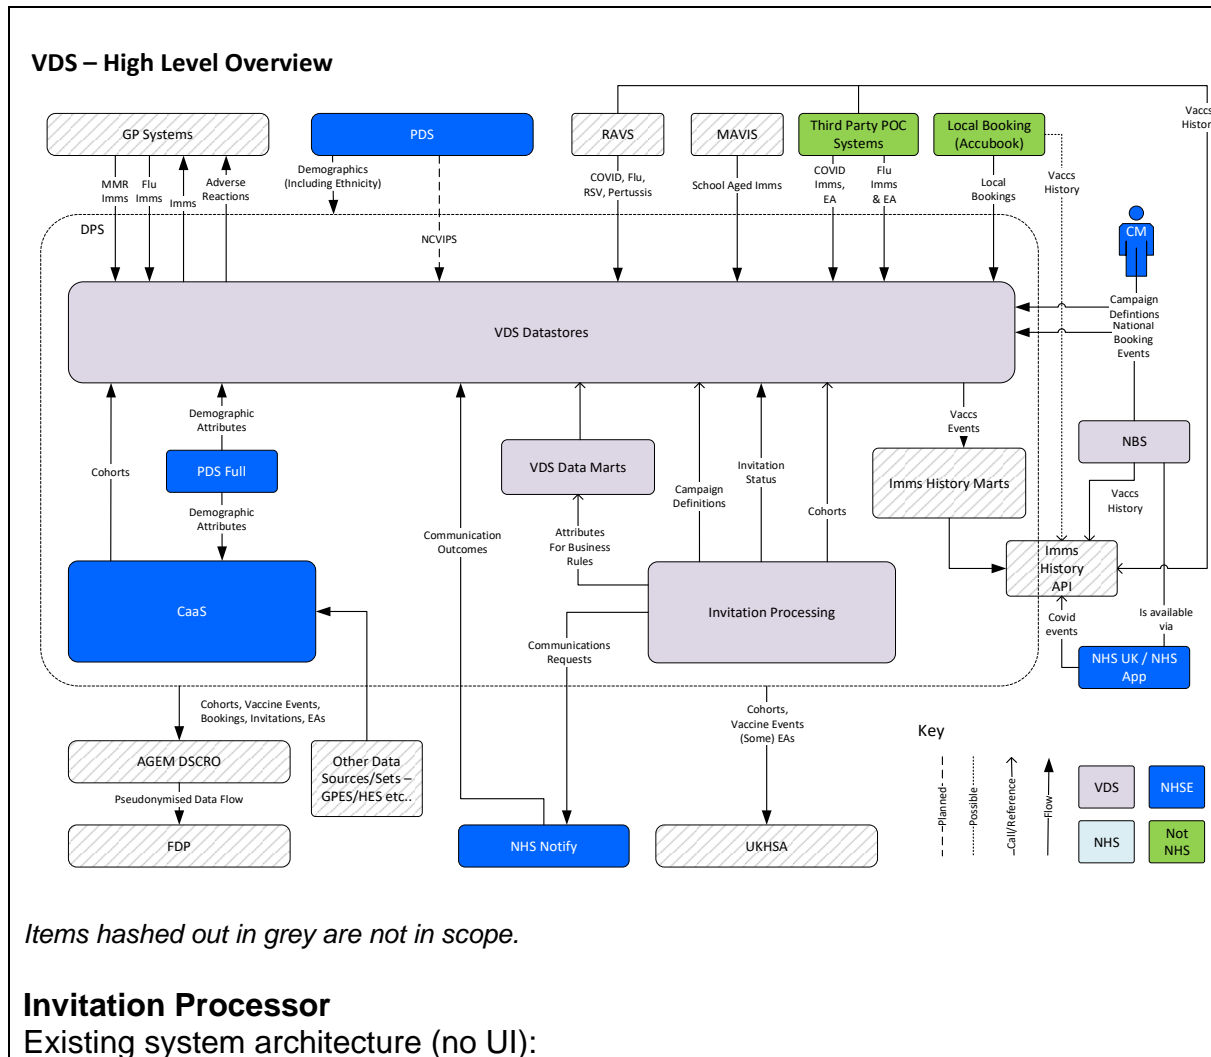 VDS – High Level Overview
GP Systems
PDS
RAVS
MAVIS
Third Party POC
Systems
Local Booking
(Accubook)
Vaccs
History
MMR
Imms
Flu
Imms
Imms
Adverse
Reactions
Demographics
(Including Ethnicity)
NCVIPS
COVID, Flu,
RSV, Pertussis
School Aged Imms
COVID
Imms,
EA
Flu
Imms
& EA
Local
Bookings
Vaccs
History
CM
DPS
VDS Datastores
Campaign
Defintions
National
Booking
Events
Demographic
Attributes
Cohorts
PDS Full
Demographic
Attributes
Communication
Outcomes
VDS Data Marts
Attributes
For Business
Rules
Campaign
Definitions
Invitation
Status
Cohorts
Vaccs
Events
Imms History Marts
NBS
Vaccs
History
Imms
History
API
CaaS
Invitation Processing
Communications
Requests
Covid
events
Is available
via
NHS UK / NHS
App
Cohorts, Vaccine Events,
Bookings, Invitations, EAs
Cohorts,
Vaccine Events
(Some) EAs
AGEM DSCRO
Other Data
Sources/Sets –
GPES/HES etc..
Pseudonymised Data Flow
FDP
NHS Notify
UKHSA
Key
Planned
Possible
Call/Reference
Flow
VDS
NHSE
NHS
Not
NHS
Items hashed out in grey are not in scope.
Invitation Processor
Existing system architecture (no UI):